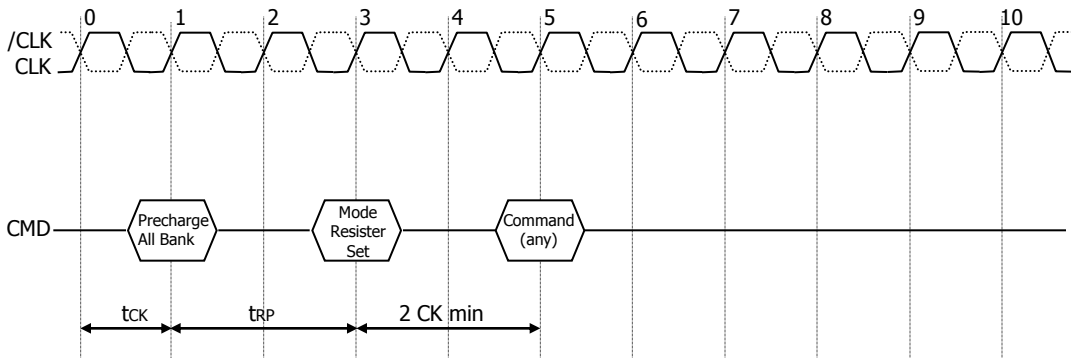 0 1 2 3 4 5 6 7 8 9 10
/CLK
CLK
CMD
Precharge
All Bank
Mode
Resister
Set
Command
(any)
tCK
tRP
2 CK min